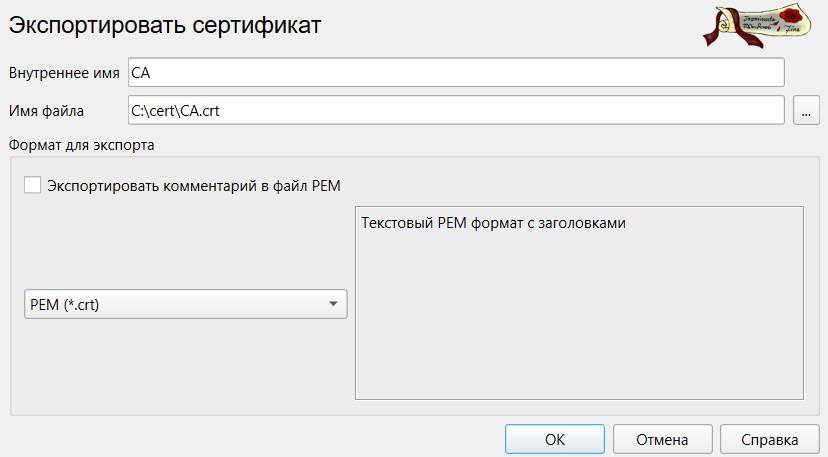 Экспортировать сертификат
Внутреннее имя CA
Имя файла C:\cert\CA.crt ...
Формат для экспорта
Экспортировать комментарий в файл PEM
Текстовый PEM формат с заголовками
PEM (*.crt)
OK Отмена Справка